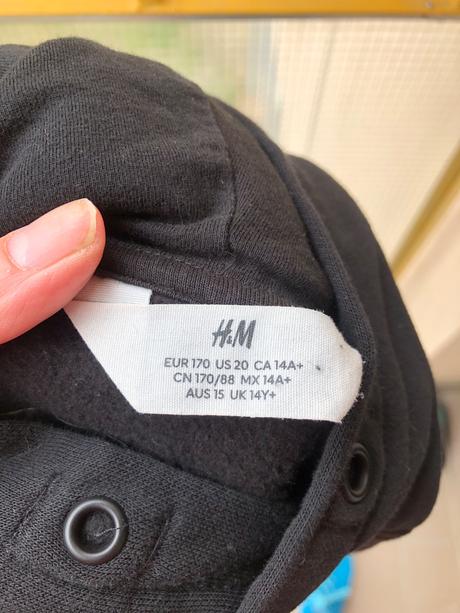 H&M
EUR 170 US 20 CA 14A+
CN 170/88 MX 14A+
AUS 15 UK 14Y+